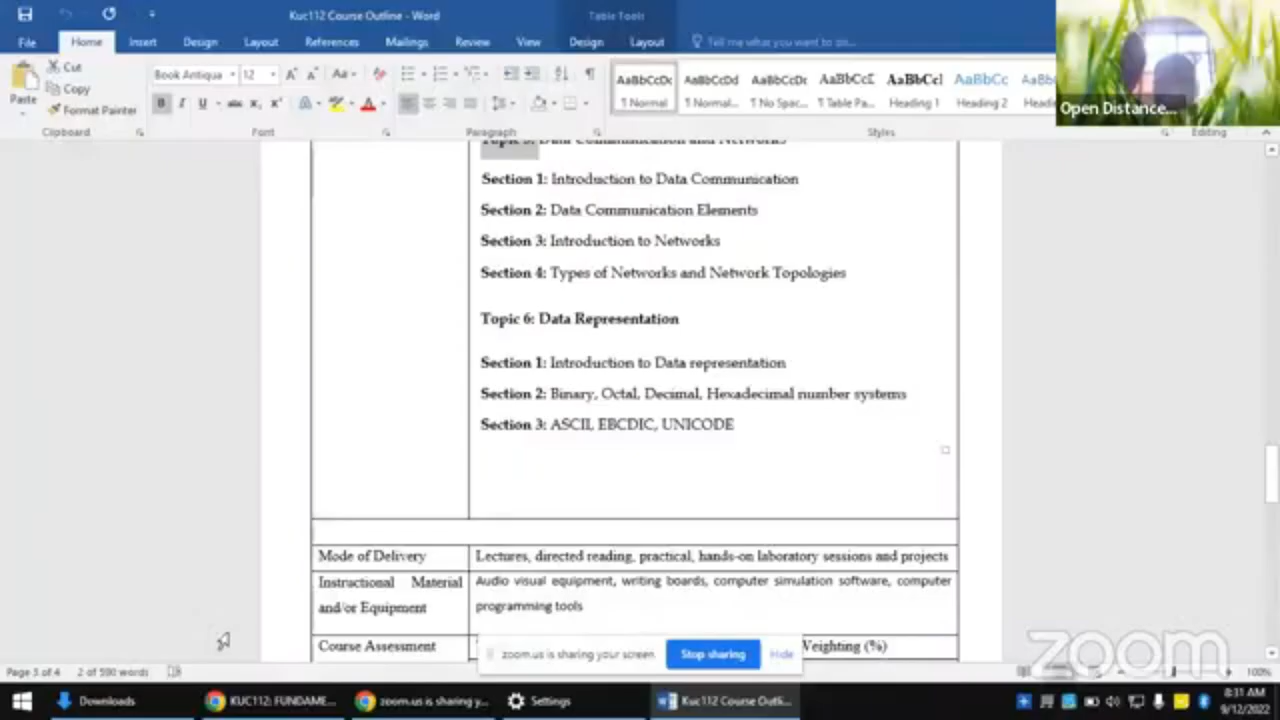 Kuc112 Course Outline - Word
Table Tools
File Home Insert Design Layout References Mailings Review View Design Layout Tell me what you want to do...
Paste
Cut
Copy
Format Painter
Book Antiqua 12
AaBbCcDc AaBbCcDd AaBbCcDc AaBbCcD AaBbCcI AaBbCc
¶ Normal ¶ Normal... ¶ No Spac... ¶ Table Pa... Heading 1 Heading 2
Clipboard Font Paragraph Styles Editing
Open Distance...
Topic 5: Data Communication and Networks
Section 1: Introduction to Data Communication
Section 2: Data Communication Elements
Section 3: Introduction to Networks
Section 4: Types of Networks and Network Topologies
Topic 6: Data Representation
Section 1: Introduction to Data representation
Section 2: Binary, Octal, Decimal, Hexadecimal number systems
Section 3: ASCII, EBCDIC, UNICODE
Mode of Delivery Lectures, directed reading, practical, hands-on laboratory sessions and projects
Instructional Material and/or Equipment
Audio visual equipment, writing boards, computer simulation software, computer
programming tools
Course Assessment Weighting (%)
zoom.us is sharing your screen. Stop sharing Hide
zoom
Page 3 of 4 2 of 590 words 100%
Downloads KUC112: FUNDAME... zoom.us is sharing y... Settings Kuc112 Course Outli...
8:31 AM
9/12/2022